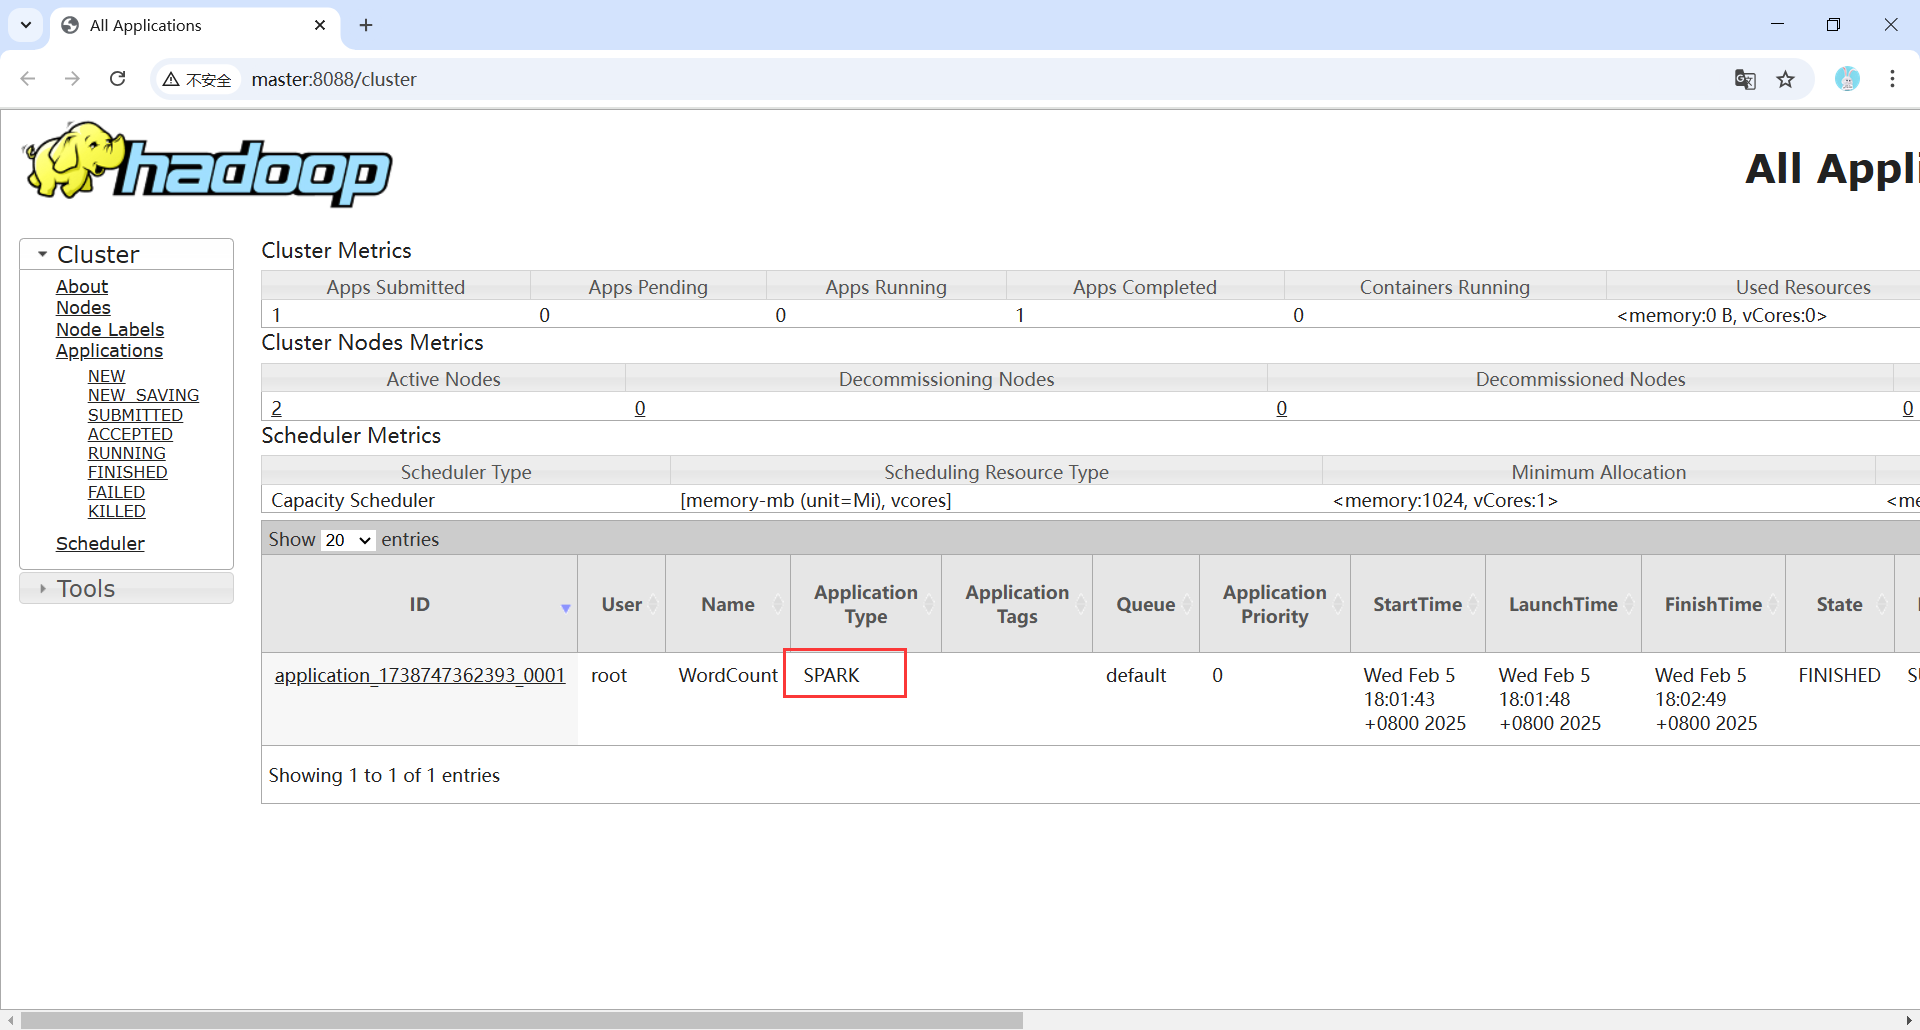 All Applications
不安全
master:8088/cluster
hadoop
All Appli
Cluster
About
Nodes
Node Labels
Applications
NEW
NEW_SAVING
SUBMITTED
ACCEPTED
RUNNING
FINISHED
FAILED
KILLED
Scheduler
Tools
Cluster Metrics
Apps Submitted Apps Pending Apps Running Apps Completed Containers Running Used Resources
1 0 0 1 0 <memory:0 B, vCores:0>
Cluster Nodes Metrics
Active Nodes Decommissioning Nodes Decommissioned Nodes
2 0 0 0
Scheduler Metrics
Scheduler Type Scheduling Resource Type Minimum Allocation
Capacity Scheduler [memory-mb (unit=Mi), vcores] <memory:1024, vCores:1> <me
Show 20 entries
ID User Name Application Type Application Tags Queue Application Priority StartTime LaunchTime FinishTime State
application_1738747362393_0001 root WordCount SPARK default 0 Wed Feb 5 18:01:43 +0800 2025 Wed Feb 5 18:01:48 +0800 2025 Wed Feb 5 18:02:49 +0800 2025 FINISHED
Showing 1 to 1 of 1 entries